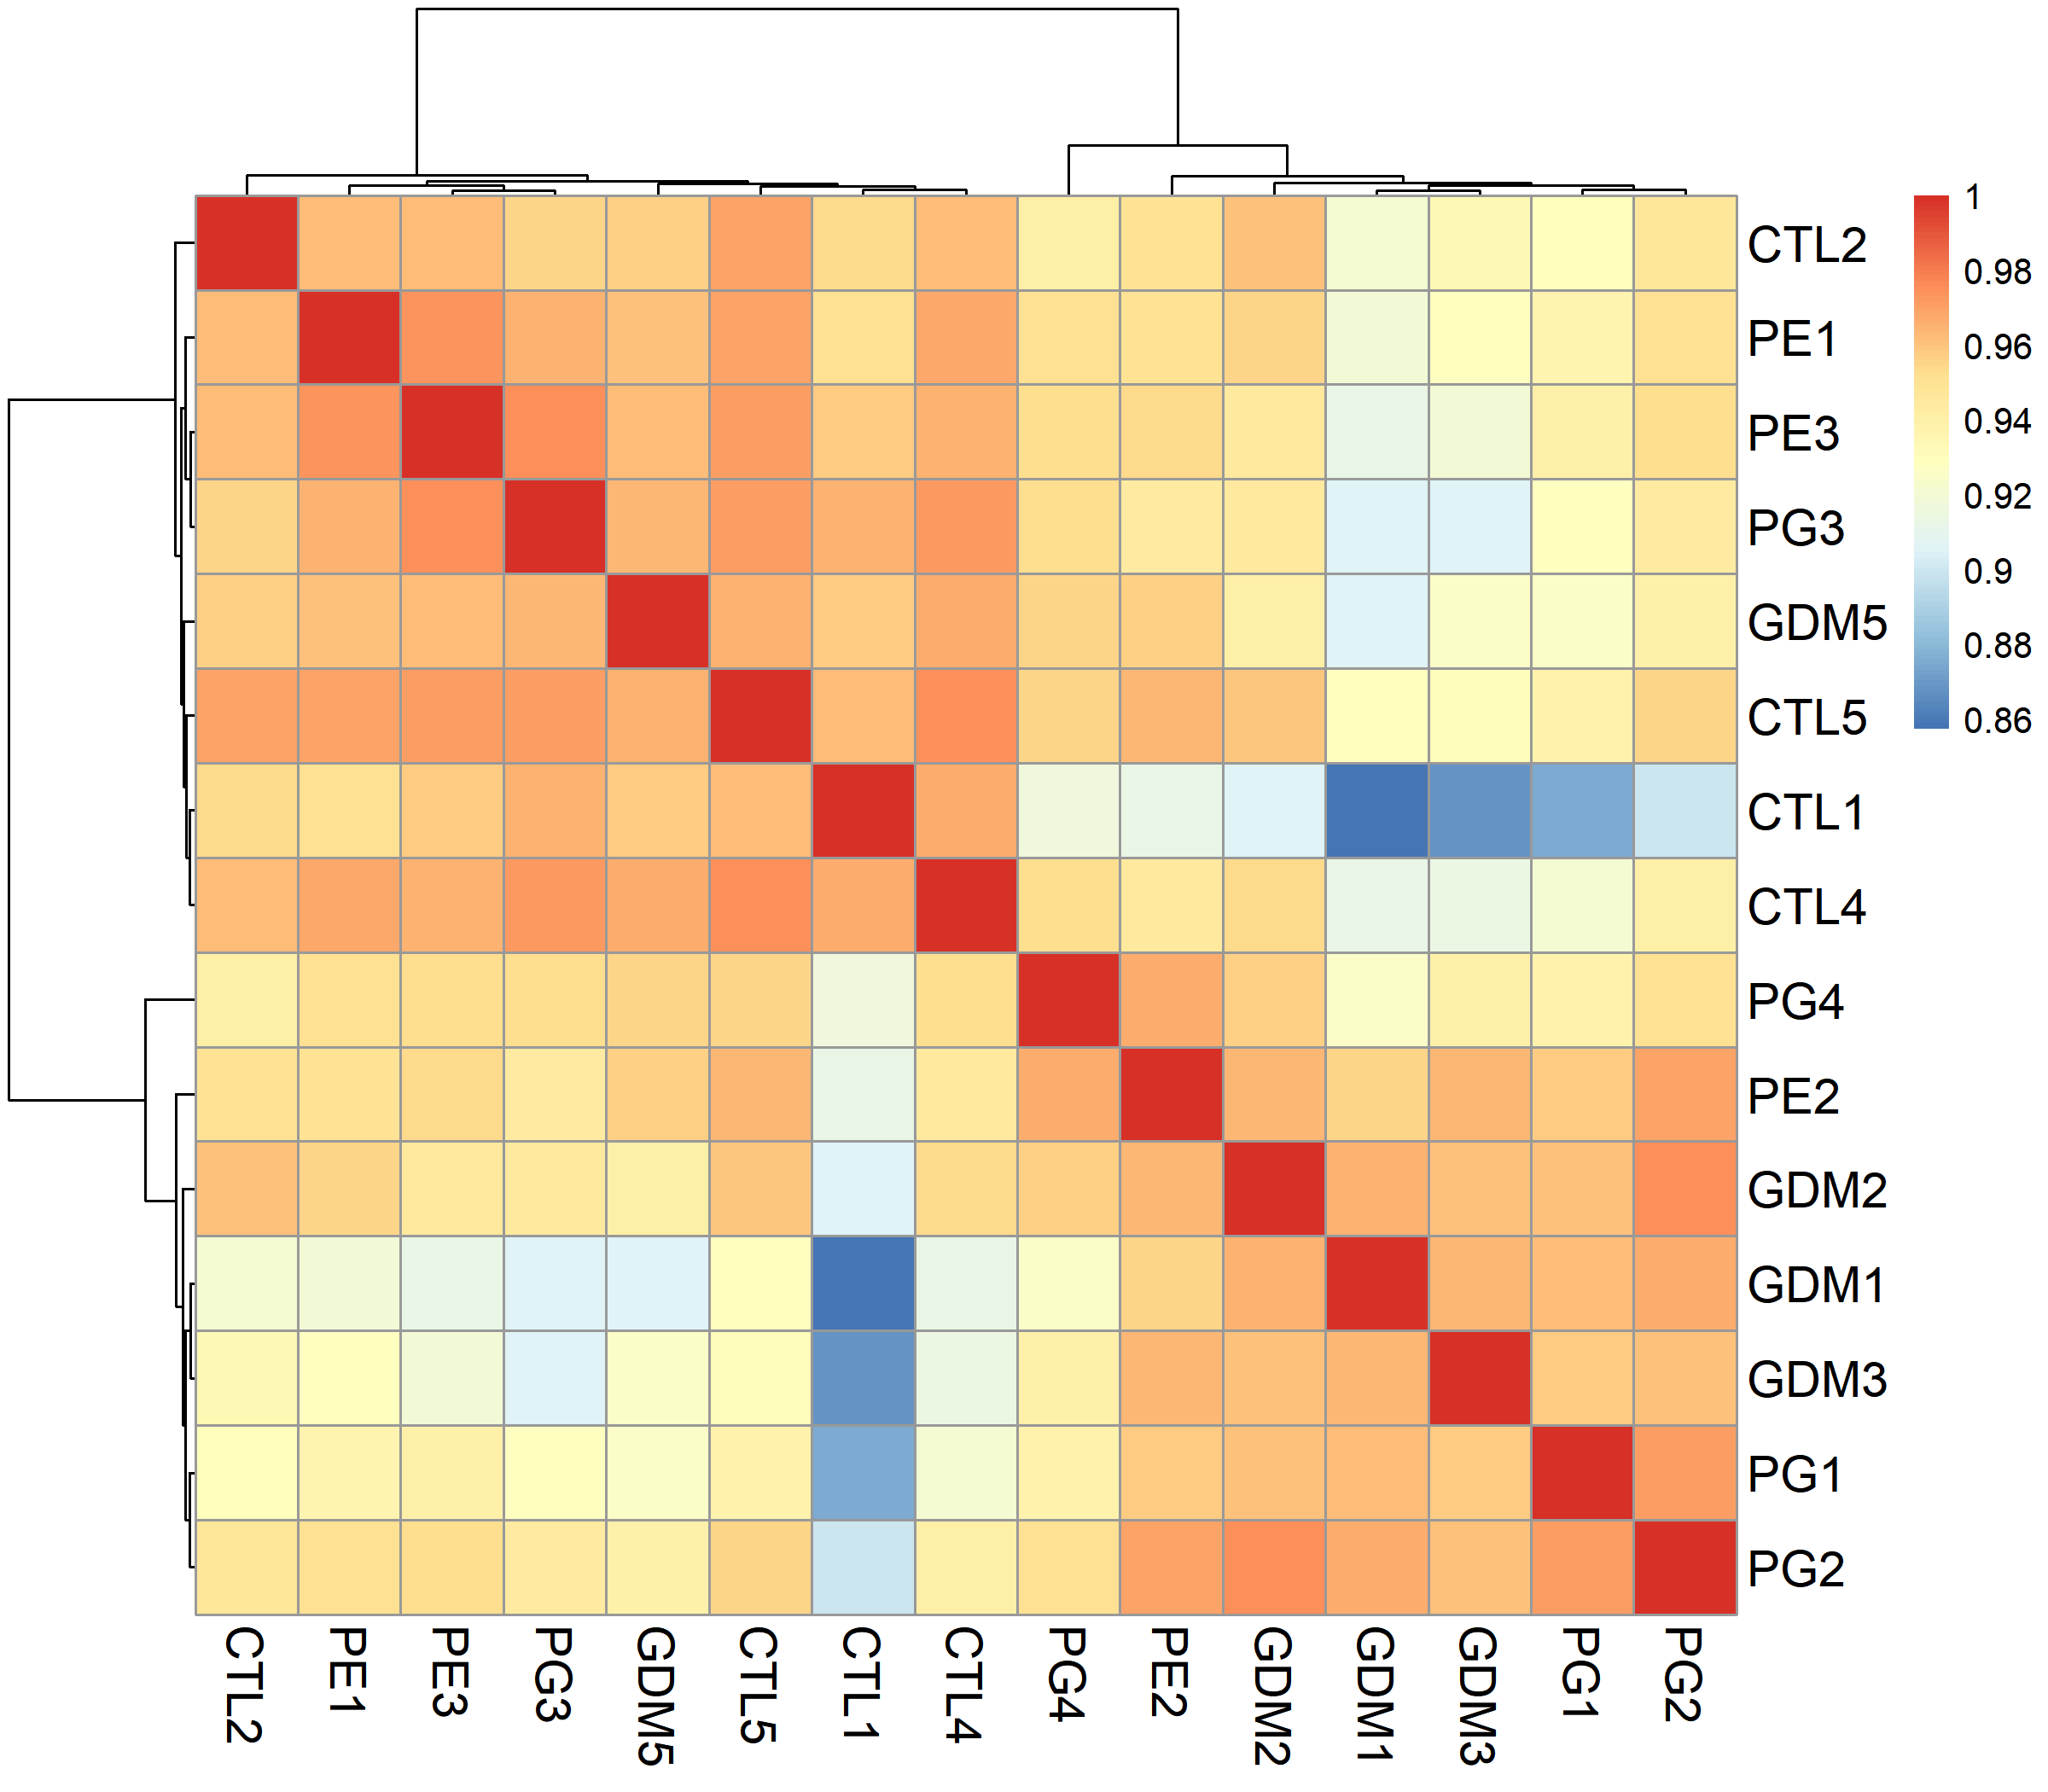 1
0.98
0.96
0.94
0.92
0.9
0.88
0.86
CTL2
PE1
PE3
PG3
GDM5
CTL5
CTL1
CTL4
PG4
PE2
GDM2
GDM1
GDM3
PG1
PG2
CTL2
PE1
PE3
PG3
GDM5
CTL5
CTL1
CTL4
PG4
PE2
GDM2
GDM1
GDM3
PG1
PG2